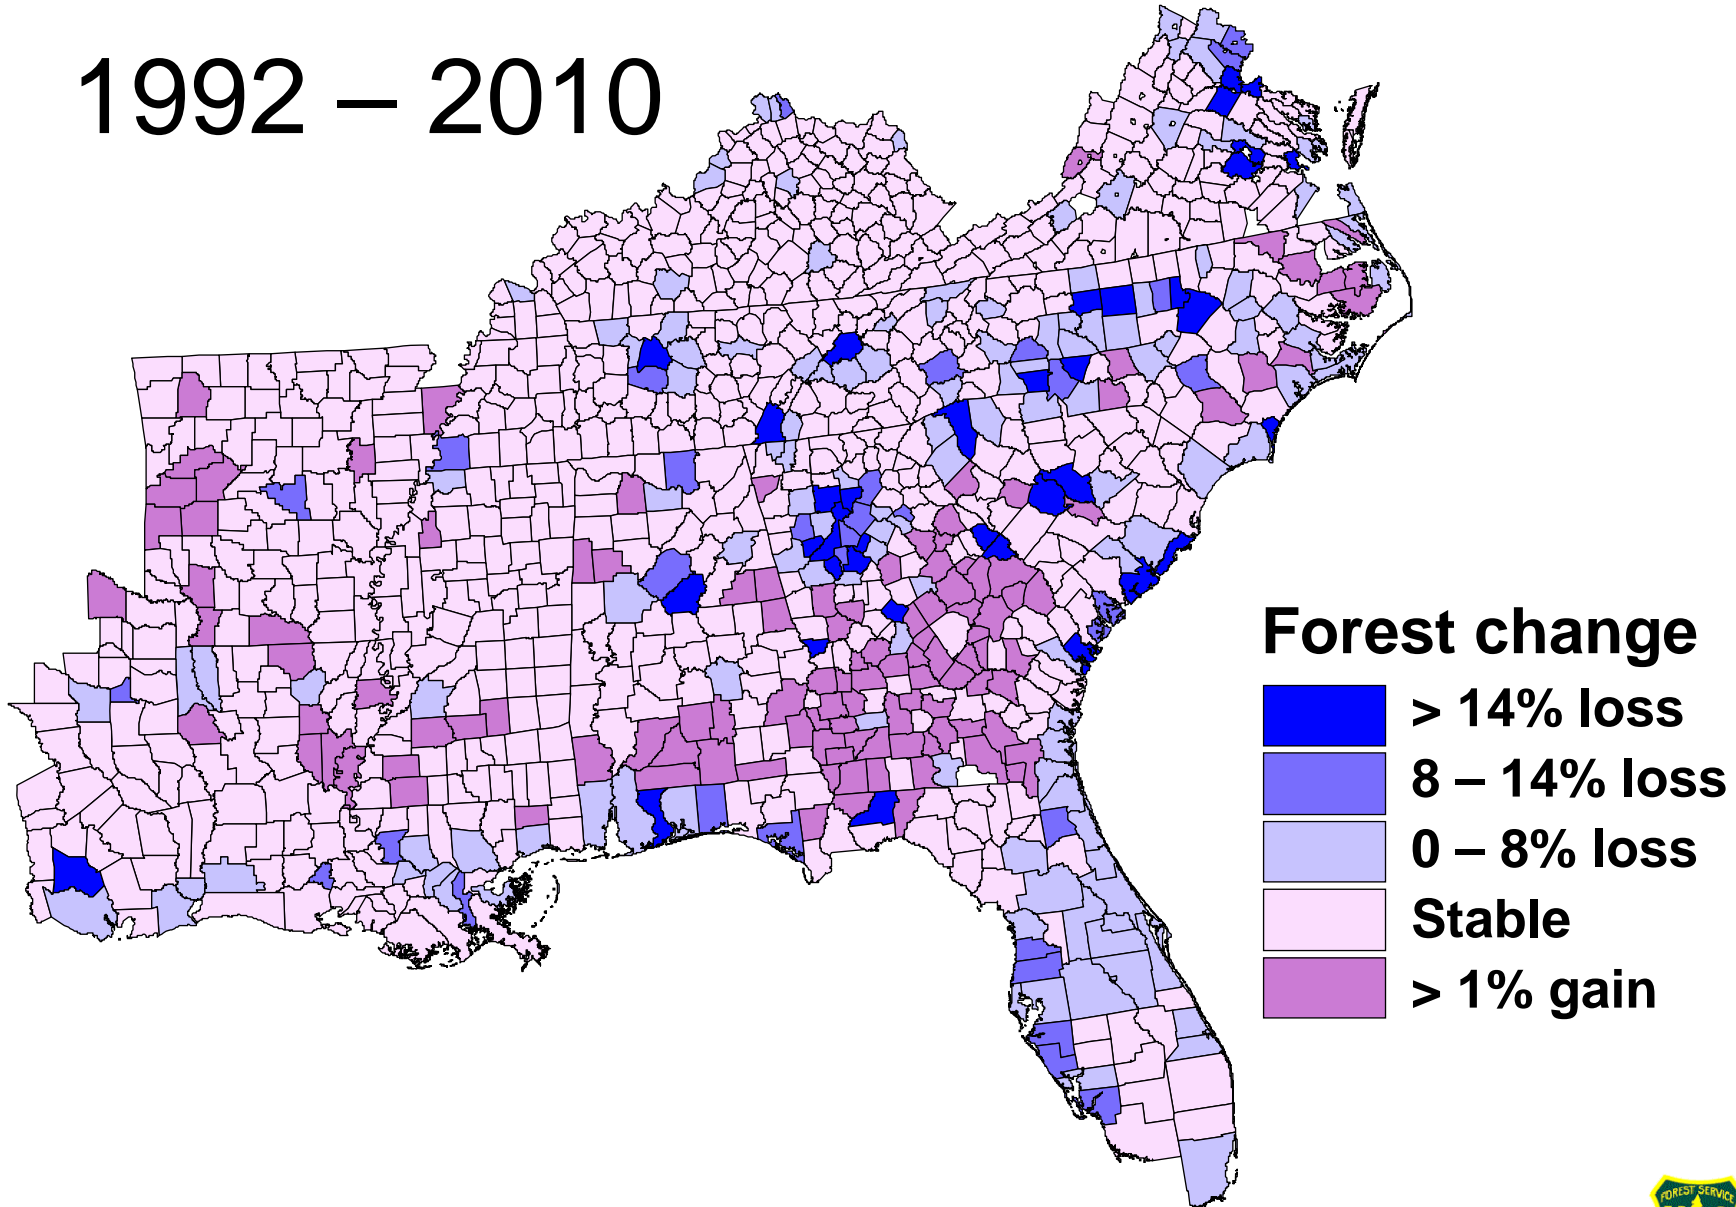 1992 – 2010
Forest change
> 14% loss
8 – 14% loss
0 – 8% loss
Stable
> 1% gain
FOREST SERVICE